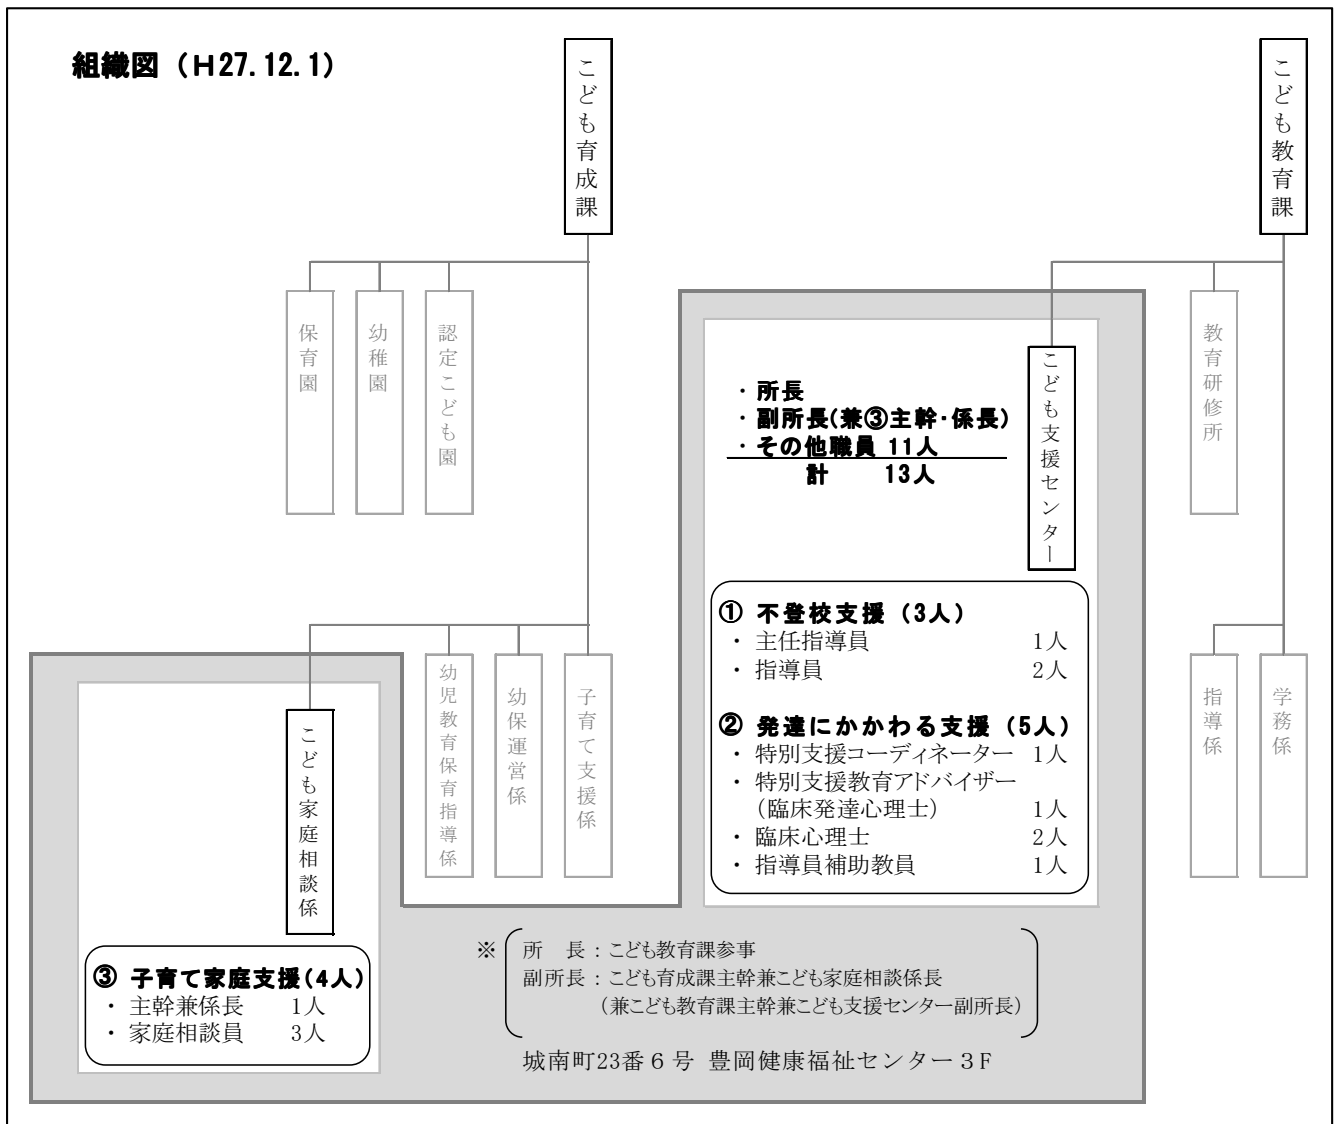 組織図（Ｈ27.12.1）
こども育成課
こども教育課
保育園
幼稚園
認定こども園
こども支援センター
教育研修所
・所長
・副所長(兼③主幹･係長)
・その他職員 11人
計 13人
① 不登校支援（3人）
・ 主任指導員 1人
・ 指導員 2人
② 発達にかかわる支援（5人）
・ 特別支援コーディネーター 1人
・ 特別支援教育アドバイザー
（臨床発達心理士） 1人
・ 臨床心理士 2人
・ 指導員補助教員 1人
こども家庭相談係
幼児教育保育指導係
幼保運営係
子育て支援係
指導係
学務係
③ 子育て家庭支援(4人)
・ 主幹兼係長 1人
・ 家庭相談員 3人
※ 所　長：こども教育課参事
副所長：こども育成課主幹兼こども家庭相談係長
（兼こども教育課主幹兼こども支援センター副所長）
城南町23番６号 豊岡健康福祉センター３F